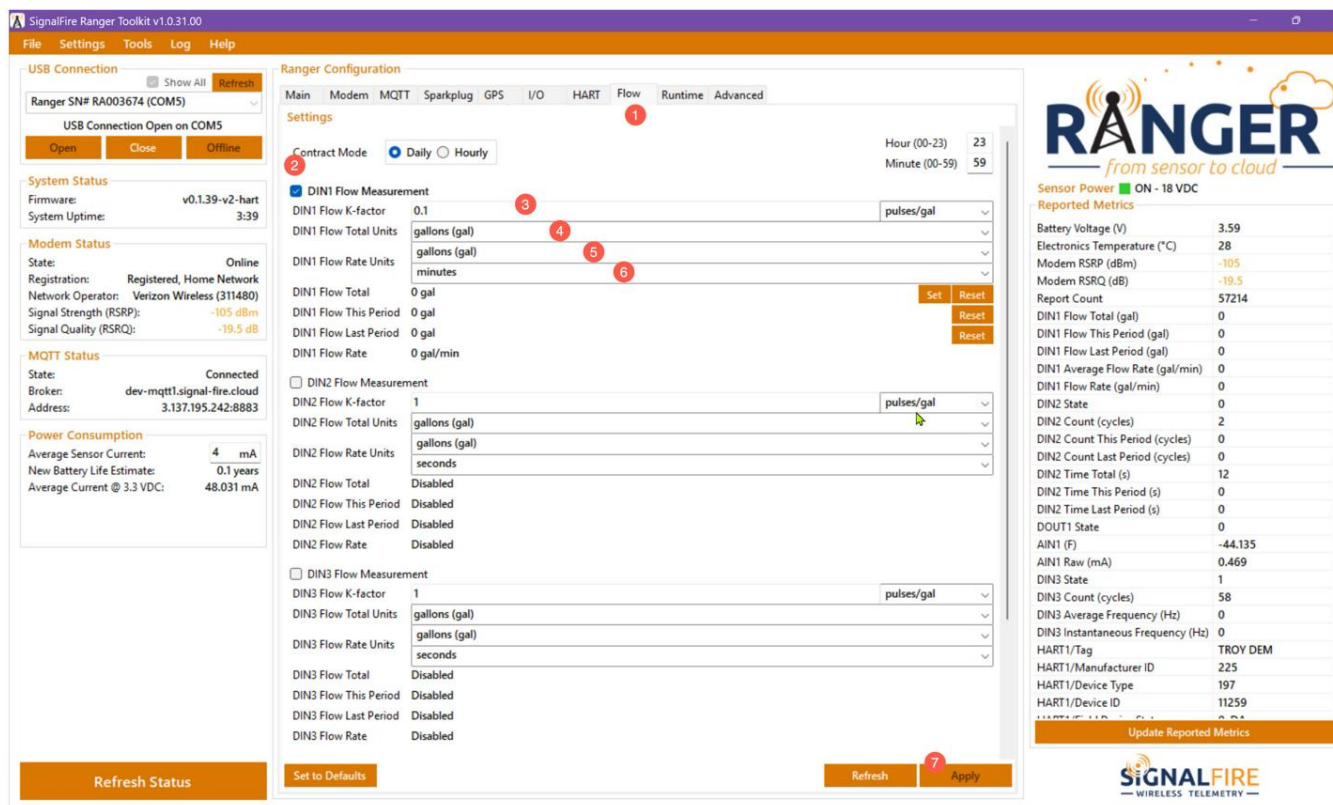 SignalFire Ranger Toolkit v1.0.31.00
File Settings Tools Log Help
USB Connection
Show All Refresh
Ranger SN# RA003674 (COM5)
USB Connection Open on COM5
Open Close Offline
System Status
Firmware: v0.1.39-v2-hart
System Uptime: 3:39
Modem Status
State: Online
Registration: Registered, Home Network
Network Operator: Verizon Wireless (311480)
Signal Strength (RSRP): -105 dBm
Signal Quality (RSRQ): -19.5 dB
MQTT Status
State: Connected
Broker: dev-mqtt1.signal-fire.cloud
Address: 3.137.195.242:8883
Power Consumption
Average Sensor Current: 4 mA
New Battery Life Estimate: 0.1 years
Average Current @ 3.3 VDC: 48.031 mA
Refresh Status
Ranger Configuration
Main Modem MQTT Sparkplug GPS I/O HART Flow Runtime Advanced
1
Settings
Hour (00-23) 23
Contract Mode Daily Hourly
Minute (00-59) 59
2
DIN1 Flow Measurement
DIN1 Flow K-factor 0.1 3 pulses/gal
DIN1 Flow Total Units gallons (gal) 4
DIN1 Flow Rate Units gallons (gal) 5
minutes 6
DIN1 Flow Total 0 gal Set Reset
DIN1 Flow This Period 0 gal Reset
DIN1 Flow Last Period 0 gal Reset
DIN1 Flow Rate 0 gal/min
DIN2 Flow Measurement
DIN2 Flow K-factor 1 pulses/gal
DIN2 Flow Total Units gallons (gal)
DIN2 Flow Rate Units gallons (gal)
seconds
DIN2 Flow Total Disabled
DIN2 Flow This Period Disabled
DIN2 Flow Last Period Disabled
DIN2 Flow Rate Disabled
DIN3 Flow Measurement
DIN3 Flow K-factor 1 pulses/gal
DIN3 Flow Total Units gallons (gal)
DIN3 Flow Rate Units gallons (gal)
seconds
DIN3 Flow Total Disabled
DIN3 Flow This Period Disabled
DIN3 Flow Last Period Disabled
DIN3 Flow Rate Disabled
Set to Defaults Refresh 7 Apply
RANGER
from sensor to cloud
Sensor Power ON - 18 VDC
Reported Metrics
Battery Voltage (V) 3.59
Electronics Temperature (°C) 28
Modem RSRP (dBm) -105
Modem RSRQ (dB) -19.5
Report Count 57214
DIN1 Flow Total (gal) 0
DIN1 Flow This Period (gal) 0
DIN1 Flow Last Period (gal) 0
DIN1 Average Flow Rate (gal/min) 0
DIN1 Flow Rate (gal/min) 0
DIN2 State 0
DIN2 Count (cycles) 2
DIN2 Count This Period (cycles) 0
DIN2 Count Last Period (cycles) 0
DIN2 Time Total (s) 12
DIN2 Time This Period (s) 0
DIN2 Time Last Period (s) 0
DOUT1 State 0
AIN1 (F) -44.135
AIN1 Raw (mA) 0.469
DIN3 State 1
DIN3 Count (cycles) 58
DIN3 Average Frequency (Hz) 0
DIN3 Instantaneous Frequency (Hz) 0
HART1/Tag TROY DEM
HART1/Manufacturer ID 225
HART1/Device Type 197
HART1/Device ID 11259
Update Reported Metrics
SIGNALFIRE
WIRELESS TELEMETRY